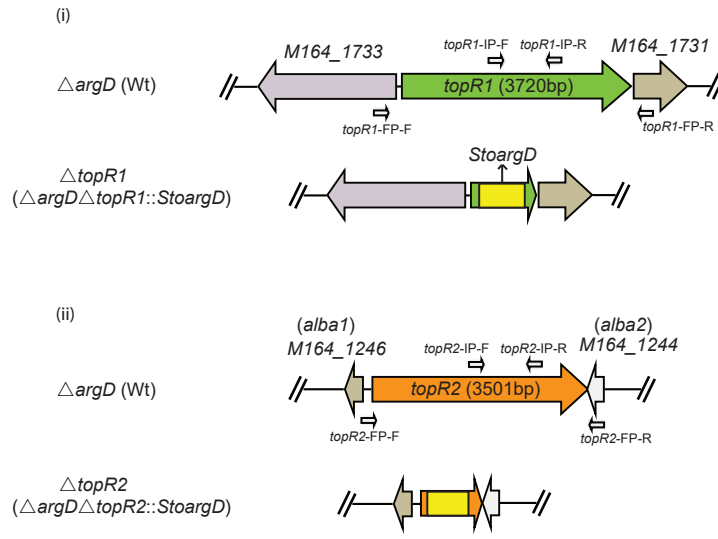 (i)
M164_1733
topR1-IP-F
topR1-IP-R
M164_1731
△argD (Wt)
topR1 (3720bp)
topR1-FP-F
topR1-FP-R
StoargD
△topR1
(△argD△topR1::StoargD)
(ii)
(alba1)
M164_1246
topR2-IP-F
topR2-IP-R
(alba2)
M164_1244
△argD (Wt)
topR2 (3501bp)
topR2-FP-F
topR2-FP-R
△topR2
(△argD△topR2::StoargD)